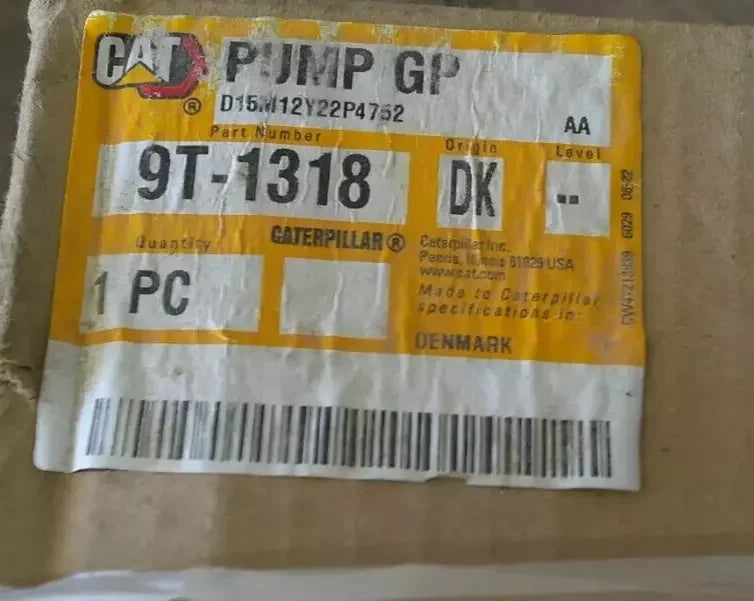 CAT ® PUMP GP
D15M12Y22P4752
AA
Part Number
Origin
Level
9T-1318
DK
--
Quantity
CATERPILLAR®
1 PC
Caterpillar Inc.
Peoria, Illinois 61629 USA
www.cat.com
Made to Caterpillar
specifications in:
DENMARK